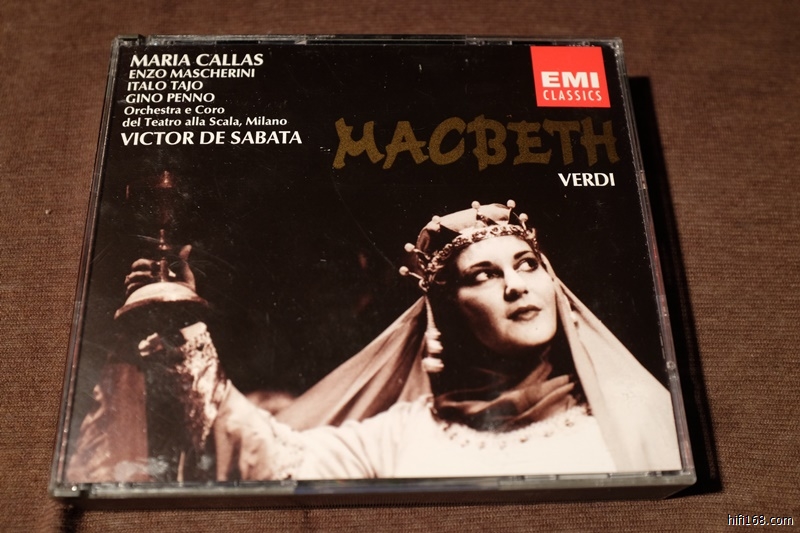 MARIA CALLAS
ENZO MASCHERINI
ITALO TAJO
GINO PENNO
Orchestra e Coro
del Teatro alla Scala, Milano
VICTOR DE SABATA
EMI
CLASSICS
MACBETH
VERDI
hifi168.com